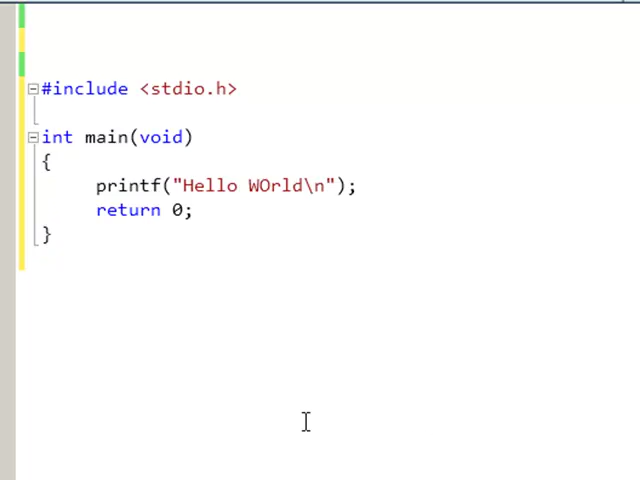 #include <stdio.h>
int main(void)
{
printf("Hello WOrld\n");
return 0;
}